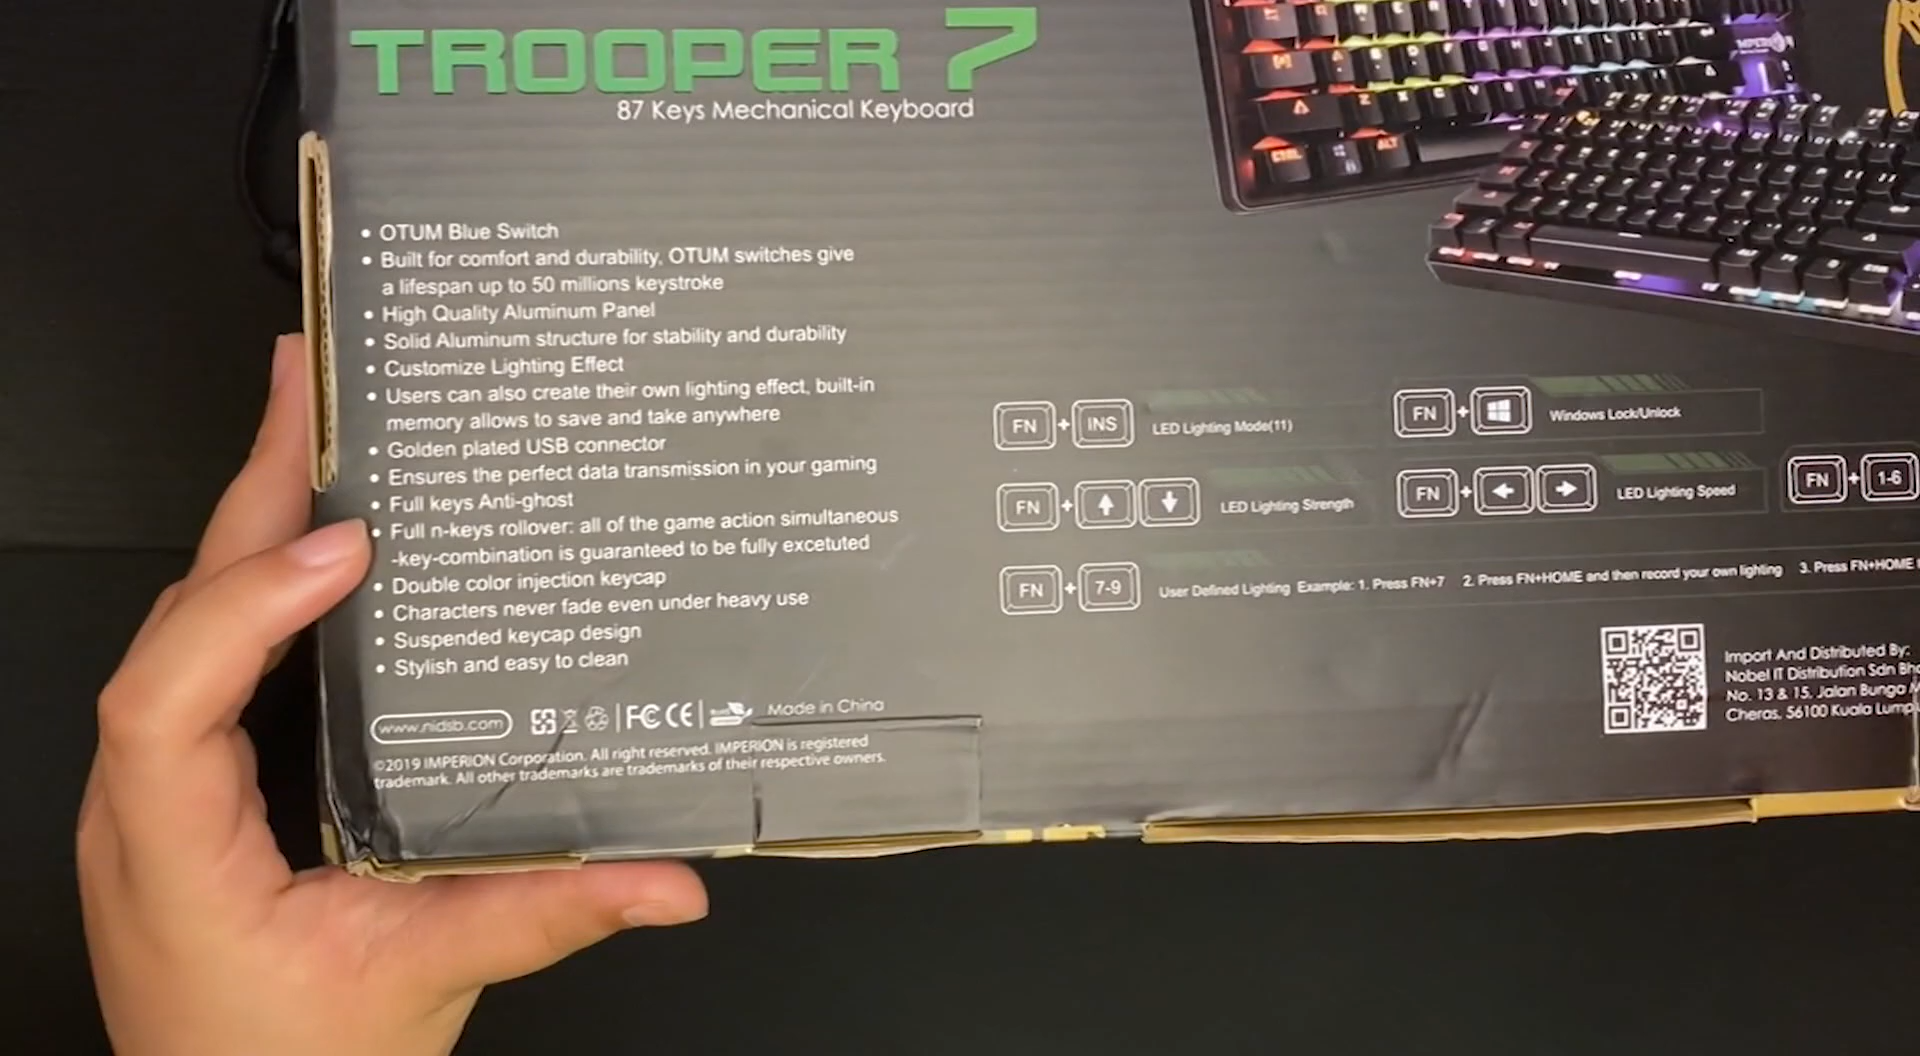 TROOPER 7
87 Keys Mechanical Keyboard
• OTUM Blue Switch
• Built for comfort and durability, OTUM switches give
a lifespan up to 50 millions keystroke
• High Quality Aluminum Panel
• Solid Aluminum structure for stability and durability
• Customize Lighting Effect
• Users can also create their own lighting effect, built-in
memory allows to save and take anywhere
• Golden plated USB connector
• Ensures the perfect data transmission in your gaming
• Full keys Anti-ghost
• Full n-keys rollover: all of the game action simultaneous
-key-combination is guaranteed to be fully excetuted
• Double color injection keycap
• Characters never fade even under heavy use
• Suspended keycap design
• Stylish and easy to clean
FN + INS LED Lighting Mode(11)
FN + Windows Lock/Unlock
FN + LED Lighting Strength
FN + LED Lighting Speed
FN + 1-6
FN + 7-9 User Defined Lighting Example: 1. Press FN+7 2. Press FN+HOME and then record your own lighting 3. Press FN+HOME
www.nidsb.com
FC CE
Made in China
©2019 IMPERION Corporation. All right reserved. IMPERION is registered
trademark. All other trademarks are trademarks of their respective owners.
Import And Distributed By:
Nobel IT Distribution Sdn Bhd
No. 13 & 15, Jalan Bunga
Cheras, 56100 Kuala